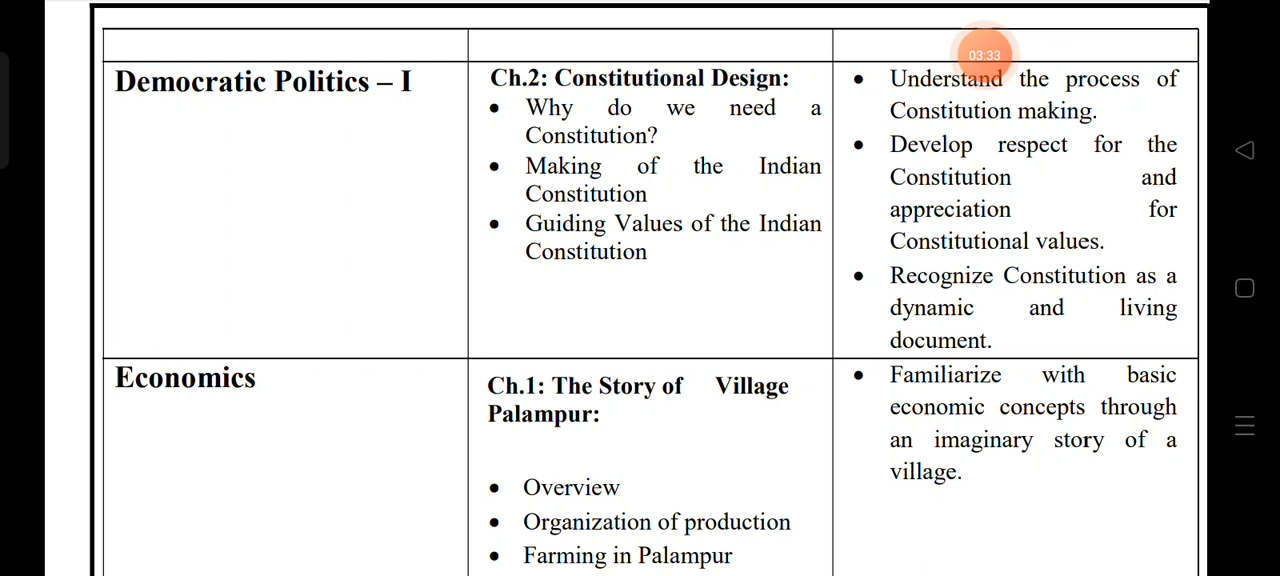 03:33
Democratic Politics – I
Ch.2: Constitutional Design:
• Why do we need a
Constitution?
• Making of the Indian
Constitution
• Guiding Values of the Indian
Constitution
• Understand the process of
Constitution making.
• Develop respect for the
Constitution and
appreciation for
Constitutional values.
• Recognize Constitution as a
dynamic and living
document.
Economics
Ch.1: The Story of Village
Palampur:
• Overview
• Organization of production
• Farming in Palampur
• Familiarize with basic
economic concepts through
an imaginary story of a
village.